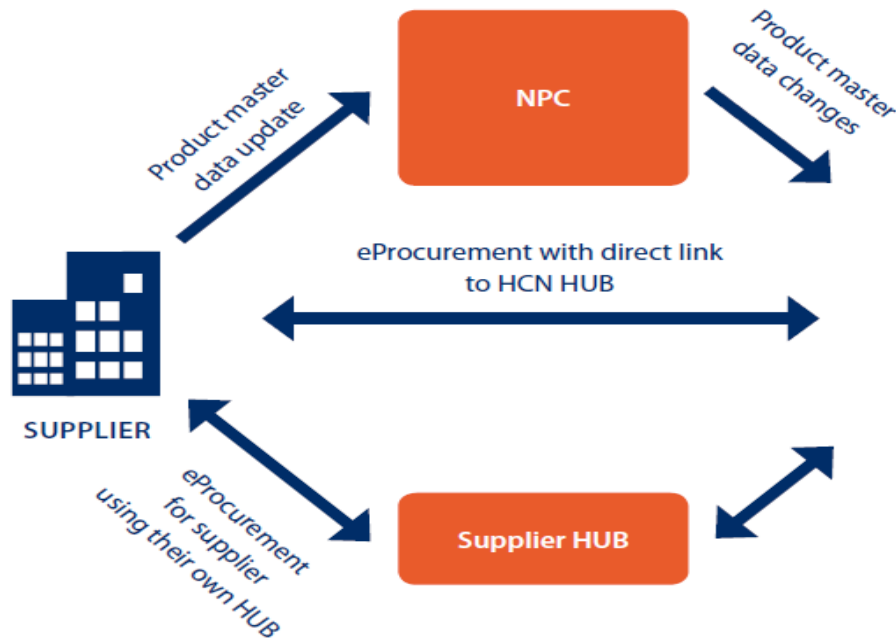 NPC
Product master
data update
Product master
data changes
eProcurement with direct link
to HCN HUB
SUPPLIER
eProcurement
for supplier
using their own HUB
Supplier HUB